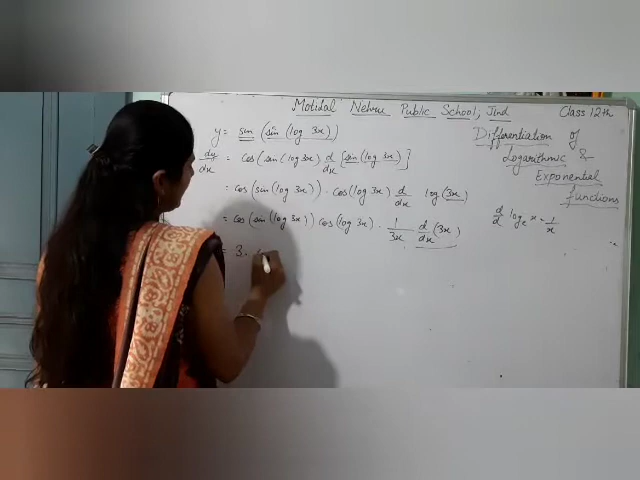 Motidal Nehru Public School, Jind Class 12th
y = sin (sin (log 3x))
dy/dx = cos (sin (log 3x) d/dx [sin (log 3x)]
= cos (sin (log 3x)) · cos (log 3x) d/dx log (3x)
= cos (sin (log 3x)) cos (log 3x) · 1/3x d/dx (3x)
= 3 ·
Differentiation of
Logarithmic &
Exponential
functions
d/d logₑ x = 1/x